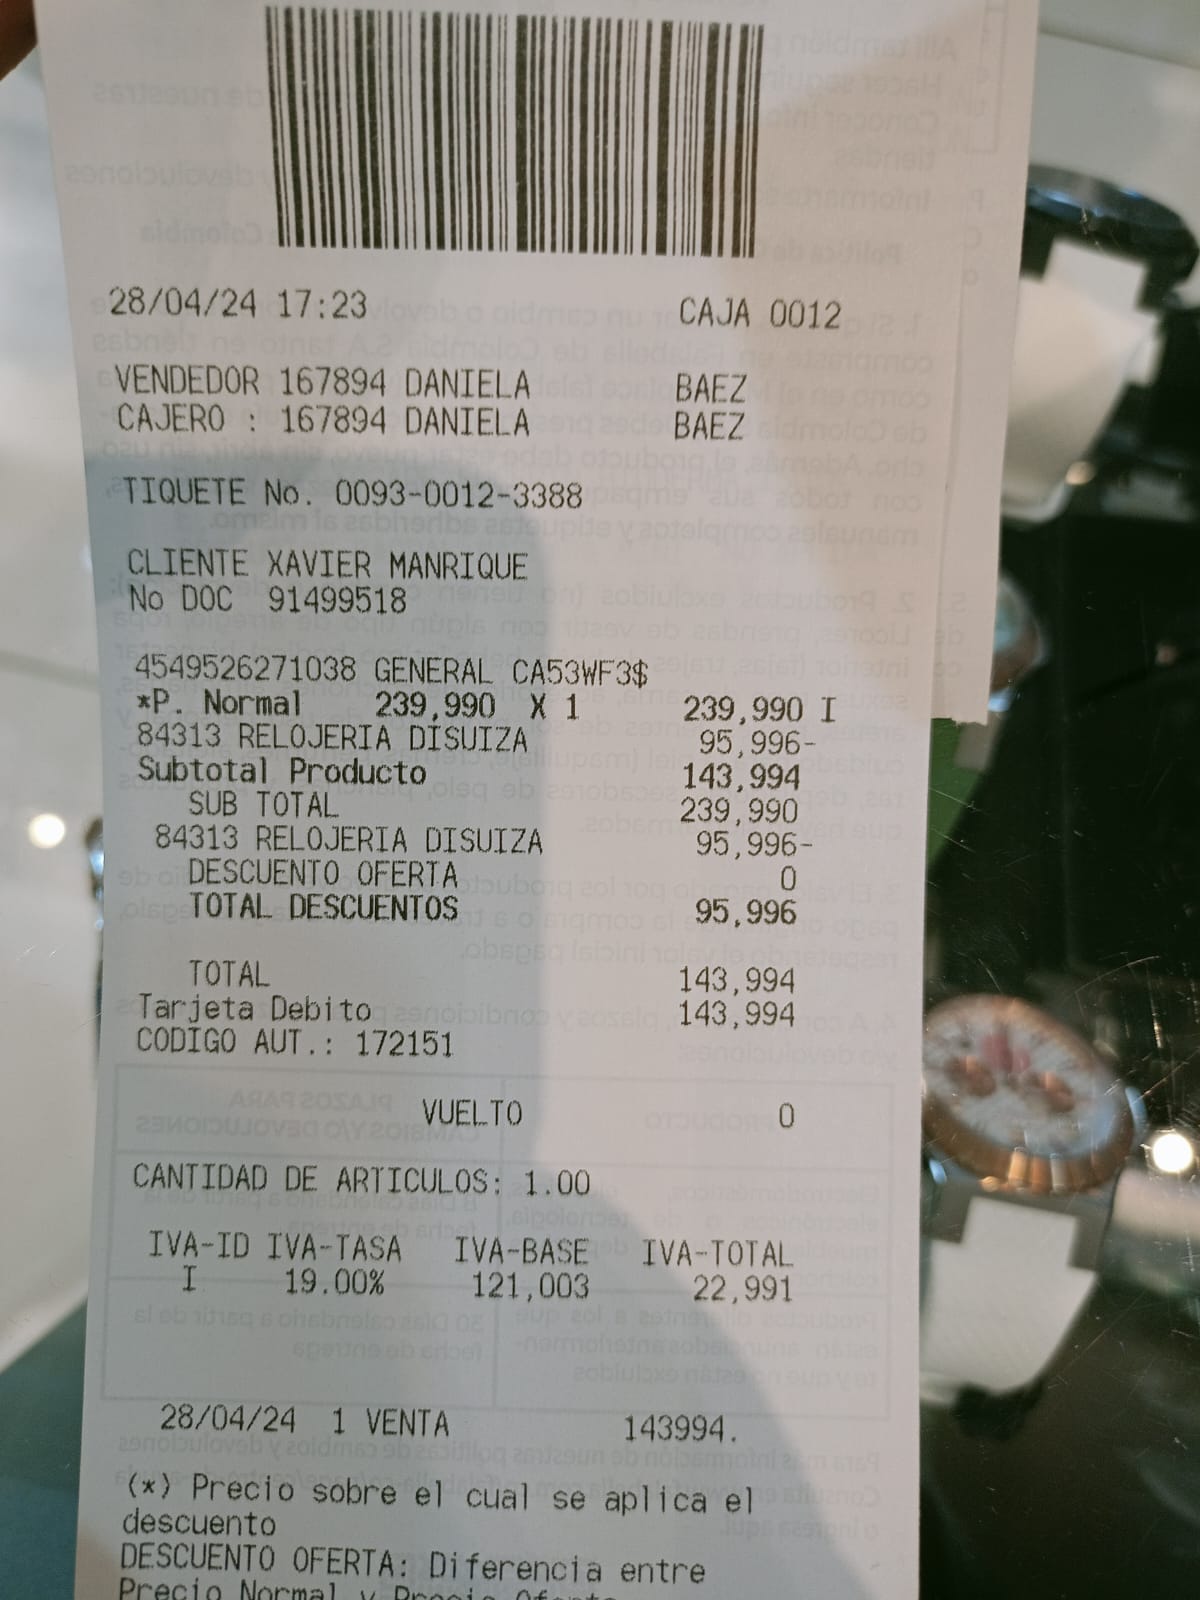 28/04/24 17:23 CAJA 0012
VENDEDOR 167894 DANIELA BAEZ
CAJERO : 167894 DANIELA BAEZ
TIQUETE No. 0093-0012-3388
CLIENTE XAVIER MANRIQUE
No DOC 91499518
4549526271038 GENERAL CA53WF3$
*P. Normal 239,990 X 1 239,990 I
84313 RELOJERIA DISUIZA 95,996-
Subtotal Producto 143,994
SUB TOTAL 239,990
84313 RELOJERIA DISUIZA 95,996-
DESCUENTO OFERTA 0
TOTAL DESCUENTOS 95,996
TOTAL 143,994
Tarjeta Debito 143,994
CODIGO AUT.: 172151
VUELTO 0
CANTIDAD DE ARTICULOS: 1.00
IVA-ID IVA-TASA IVA-BASE IVA-TOTAL
I 19.00% 121,003 22,991
28/04/24 1 VENTA 143994.
(*) Precio sobre el cual se aplica el
descuento
DESCUENTO OFERTA: Diferencia entre
Precio Normal y Precio Oferta